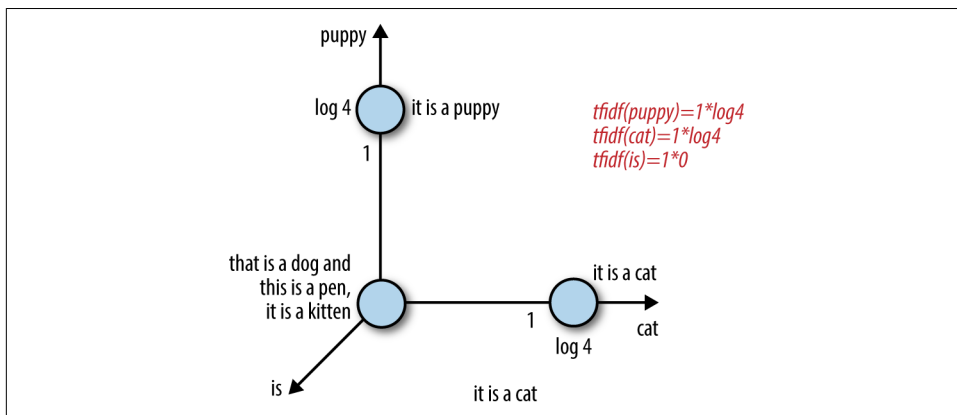 puppy
log 4
it is a puppy
1
tfidf(puppy)=1*log4
tfidf(cat)=1*log4
tfidf(is)=1*0
that is a dog and
this is a pen,
it is a kitten
it is a cat
1
cat
log 4
is
it is a cat